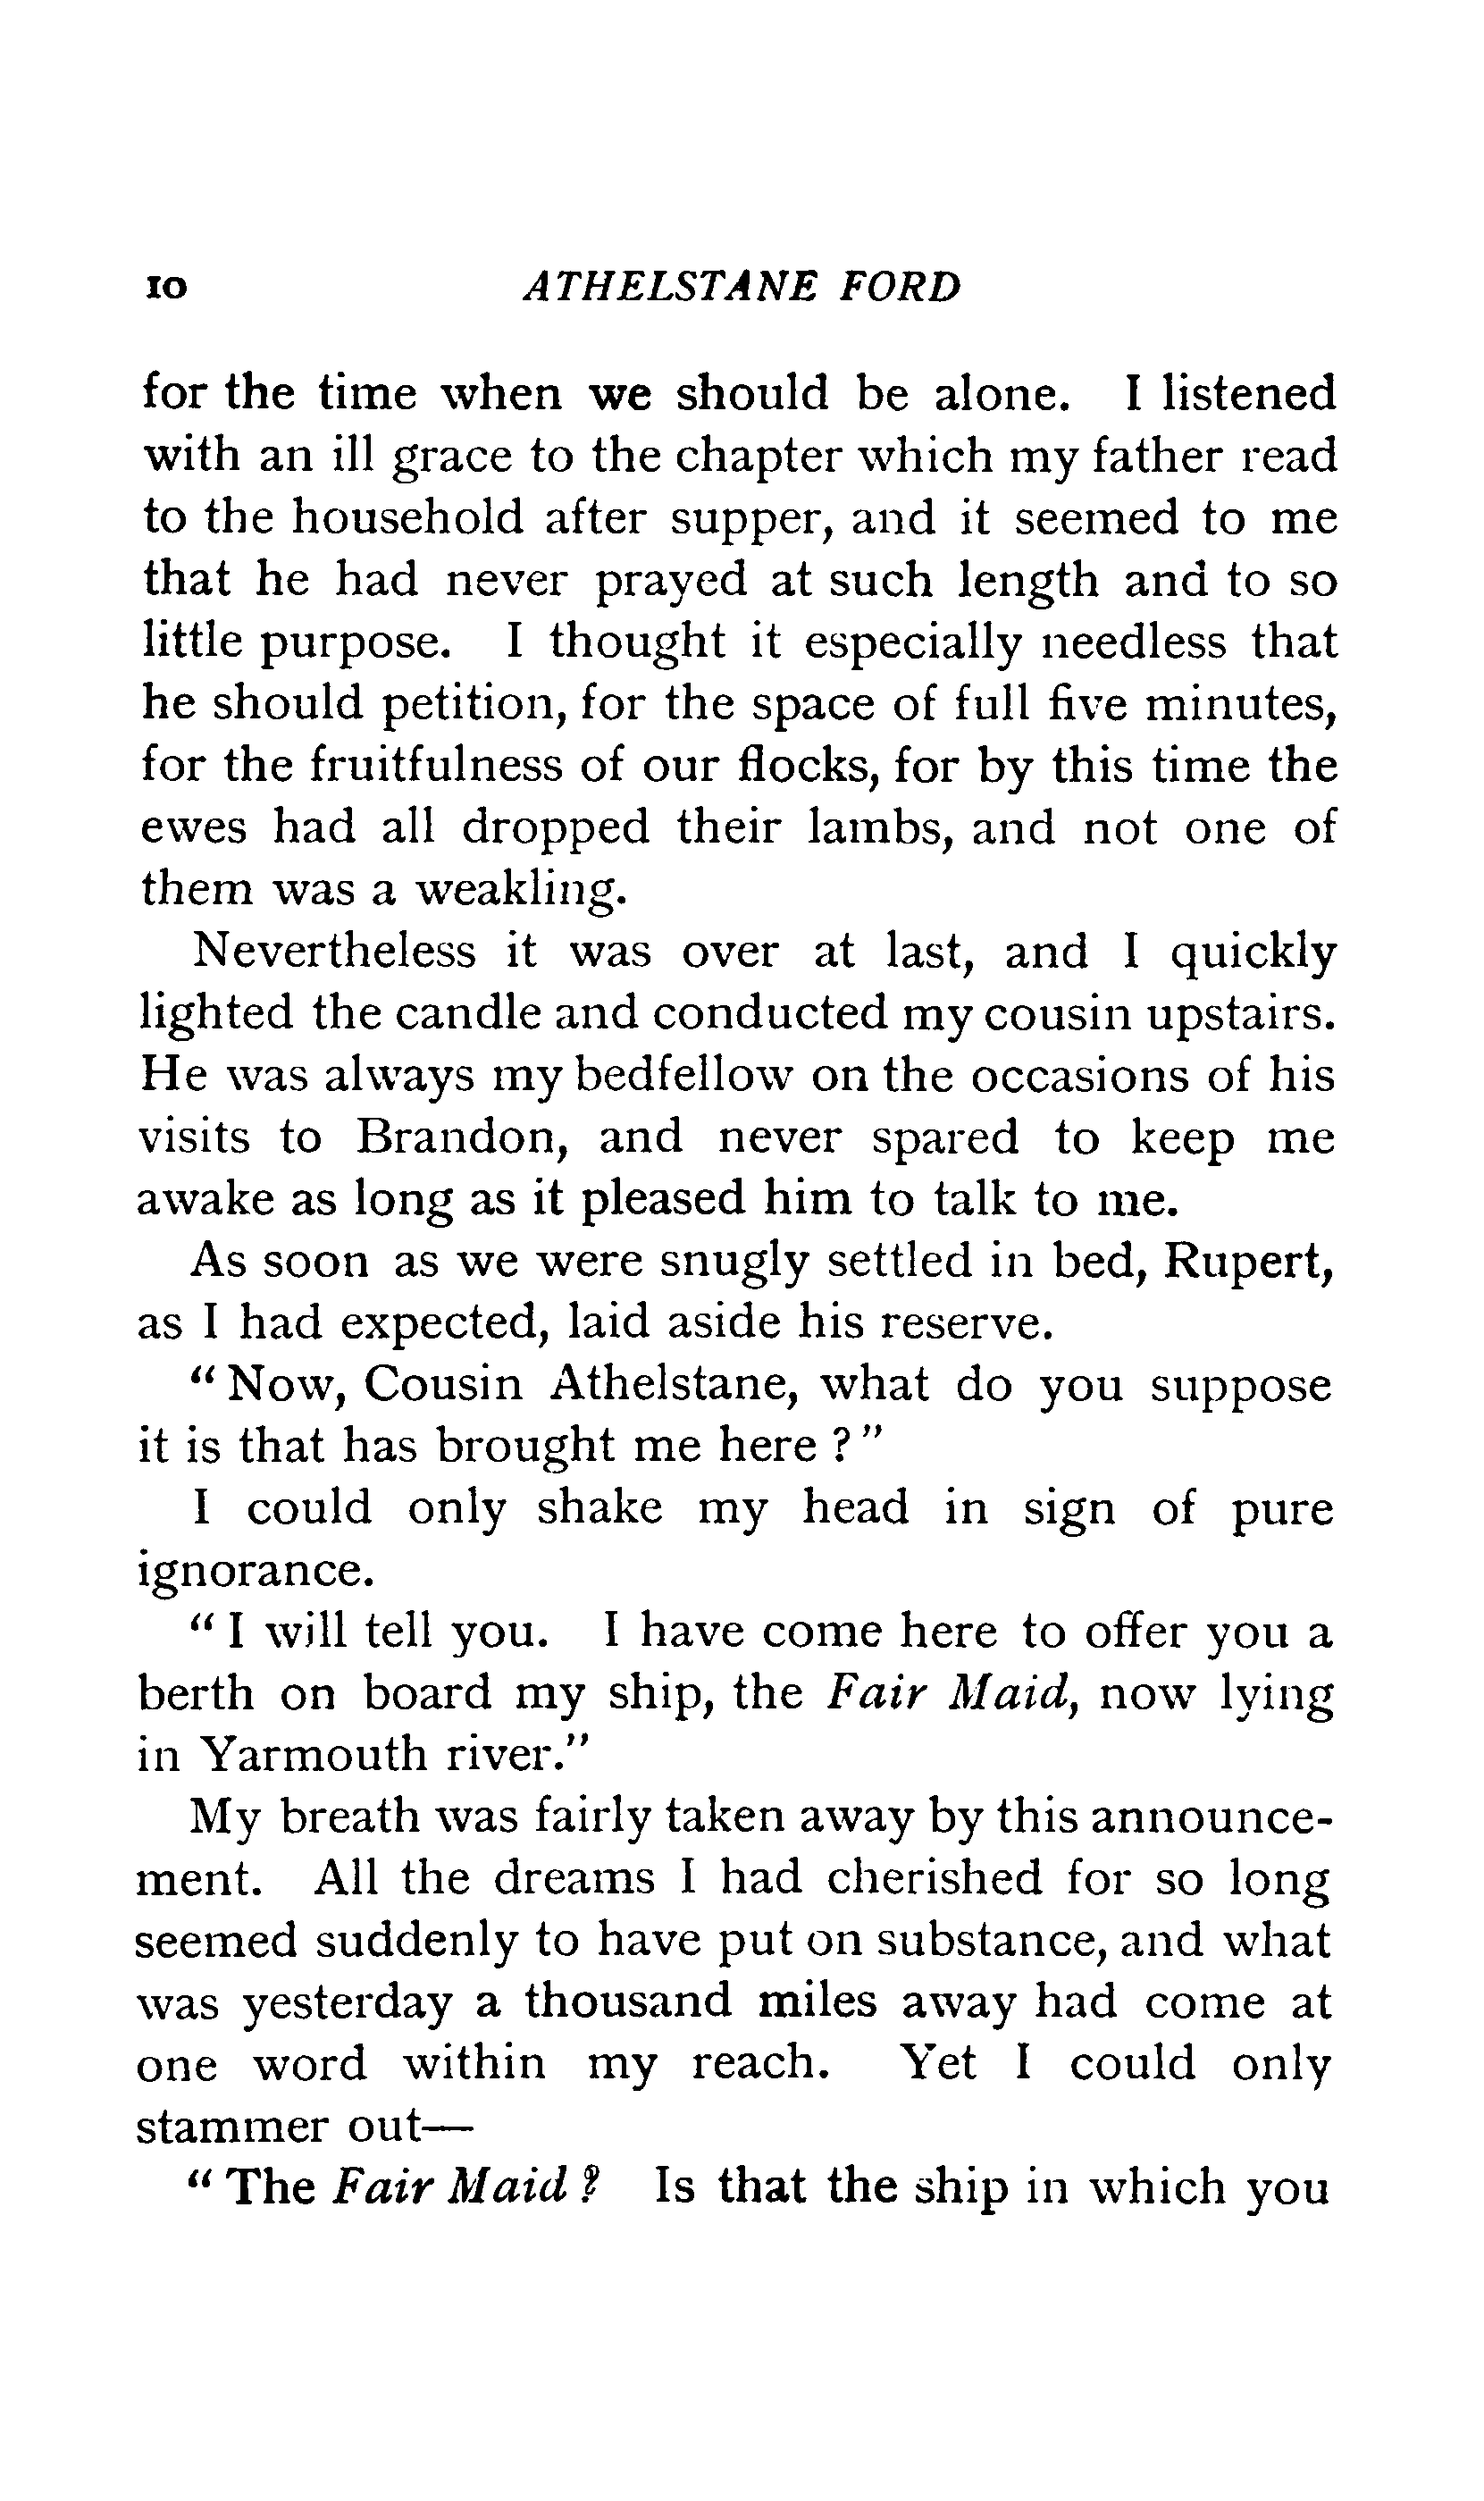 10 ATHELSTANE FORD
for the time when we should be alone. I listened
with an ill grace to the chapter which my father read
to the household after supper, and it seemed to me
that he had never prayed at such length and to so
little purpose. I thought it especially needless that
he should petition, for the space of full five minutes,
for the fruitfulness of our flocks, for by this time the
ewes had all dropped their lambs, and not one of
them was a weakling.
Nevertheless it was over at last, and I quickly
lighted the candle and conducted my cousin upstairs.
He was always my bedfellow on the occasions of his
visits to Brandon, and never spared to keep me
awake as long as it pleased him to talk to me.
As soon as we were snugly settled in bed, Rupert,
as I had expected, laid aside his reserve.
"Now, Cousin Athelstane, what do you suppose
it is that has brought me here?"
I could only shake my head in sign of pure
ignorance.
"I will tell you. I have come here to offer you a
berth on board my ship, the Fair Maid, now lying
in Yarmouth river."
My breath was fairly taken away by this announce-
ment. All the dreams I had cherished for so long
seemed suddenly to have put on substance, and what
was yesterday a thousand miles away had come at
one word within my reach. Yet I could only
stammer out—
"The Fair Maid? Is that the ship in which you